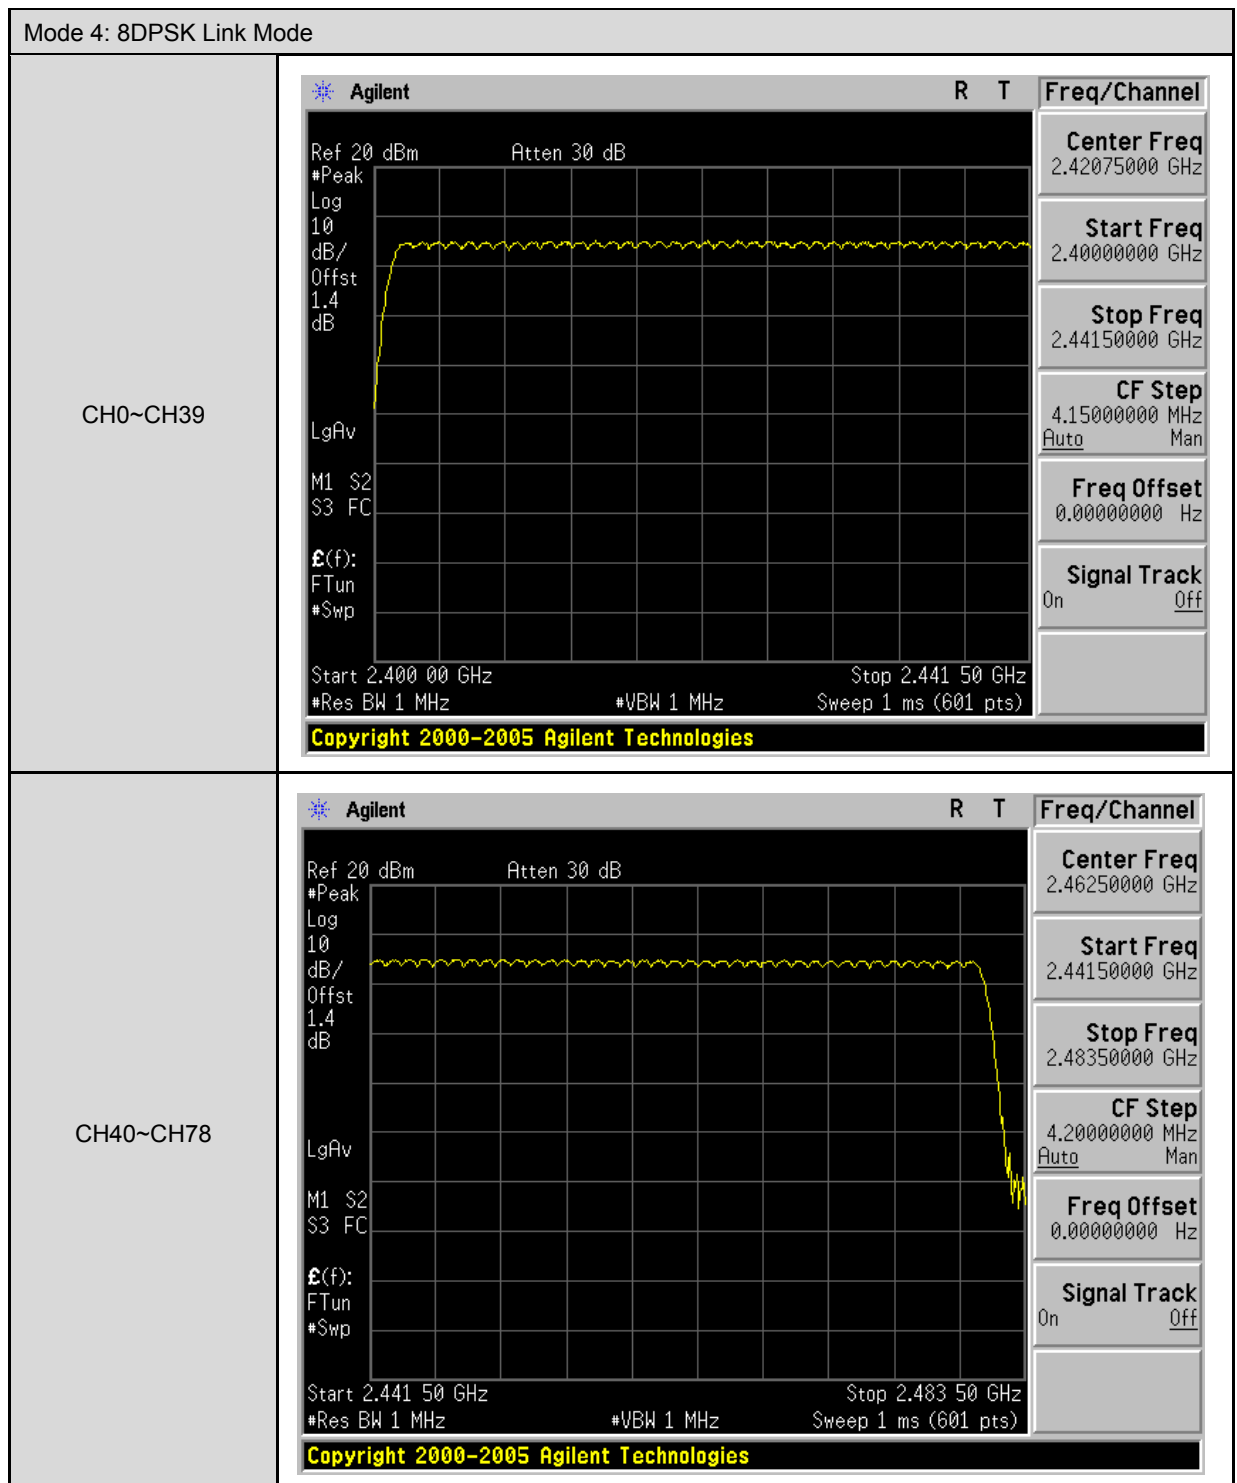 Mode 4: 8DPSK Link Mode
CH0~CH39
Agilent R T Freq/Channel
Ref 20 dBm Atten 30 dB
#Peak
Log
10
dB/
Offst
1.4
dB
LgAv
M1 S2
S3 FC
£(f):
FTun
#Swp
Start 2.400 00 GHz Stop 2.441 50 GHz
#Res BW 1 MHz #VBW 1 MHz Sweep 1 ms (601 pts)
Copyright 2000-2005 Agilent Technologies
Center Freq
2.42075000 GHz
Start Freq
2.40000000 GHz
Stop Freq
2.44150000 GHz
CF Step
4.15000000 MHz
Auto Man
Freq Offset
0.00000000 Hz
Signal Track
On Off
CH40~CH78
Agilent R T Freq/Channel
Ref 20 dBm Atten 30 dB
#Peak
Log
10
dB/
Offst
1.4
dB
LgAv
M1 S2
S3 FC
£(f):
FTun
#Swp
Start 2.441 50 GHz Stop 2.483 50 GHz
#Res BW 1 MHz #VBW 1 MHz Sweep 1 ms (601 pts)
Copyright 2000-2005 Agilent Technologies
Center Freq
2.46250000 GHz
Start Freq
2.44150000 GHz
Stop Freq
2.48350000 GHz
CF Step
4.20000000 MHz
Auto Man
Freq Offset
0.00000000 Hz
Signal Track
On Off